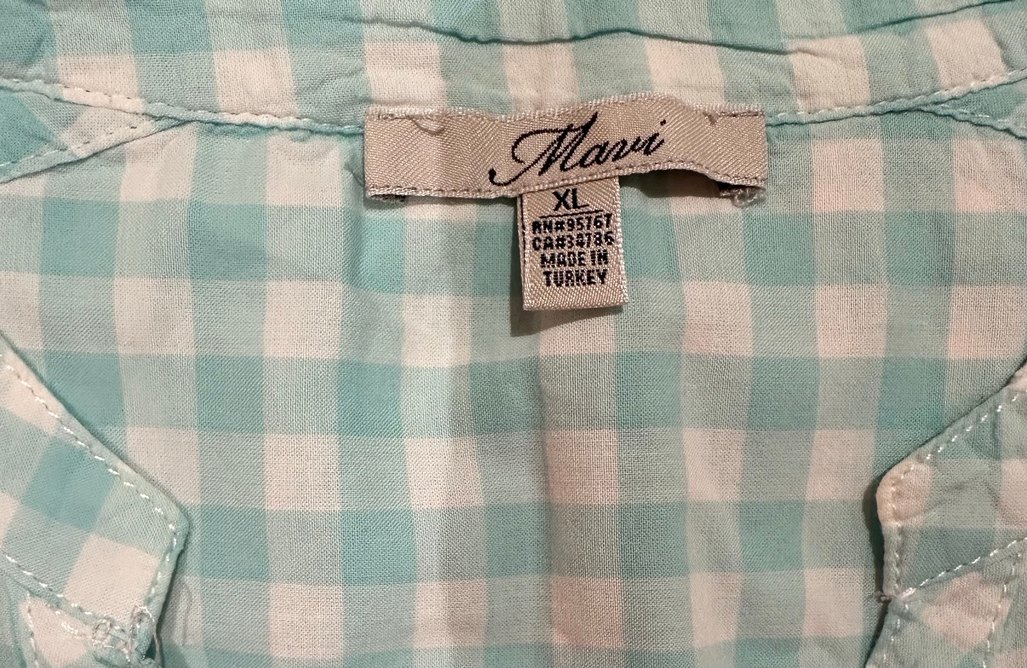 Mavi
XL
RN#95767
CA#34786
MADE IN
TURKEY